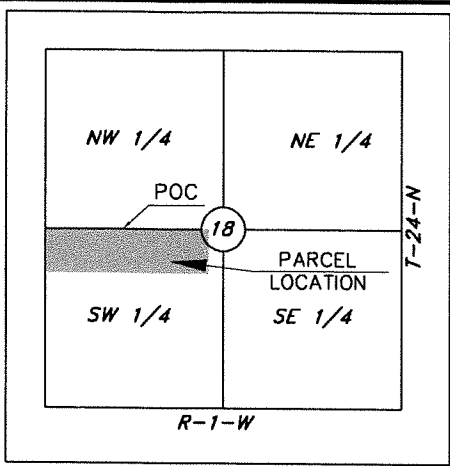 NW 1/4
NE 1/4
POC
18
T-24-N
PARCEL
LOCATION
SW 1/4
SE 1/4
R-1-W